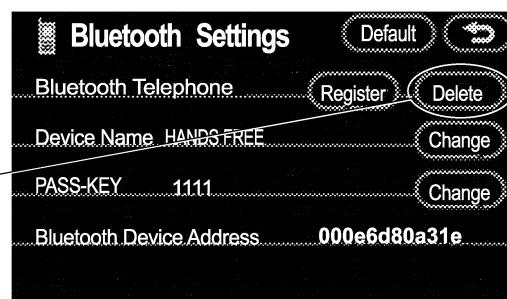 Bluetooth Settings Default
Bluetooth Telephone Register Delete
Device Name HANDS FREE Change
PASS-KEY 1111 Change
Bluetooth Device Address 000e6d80a31e